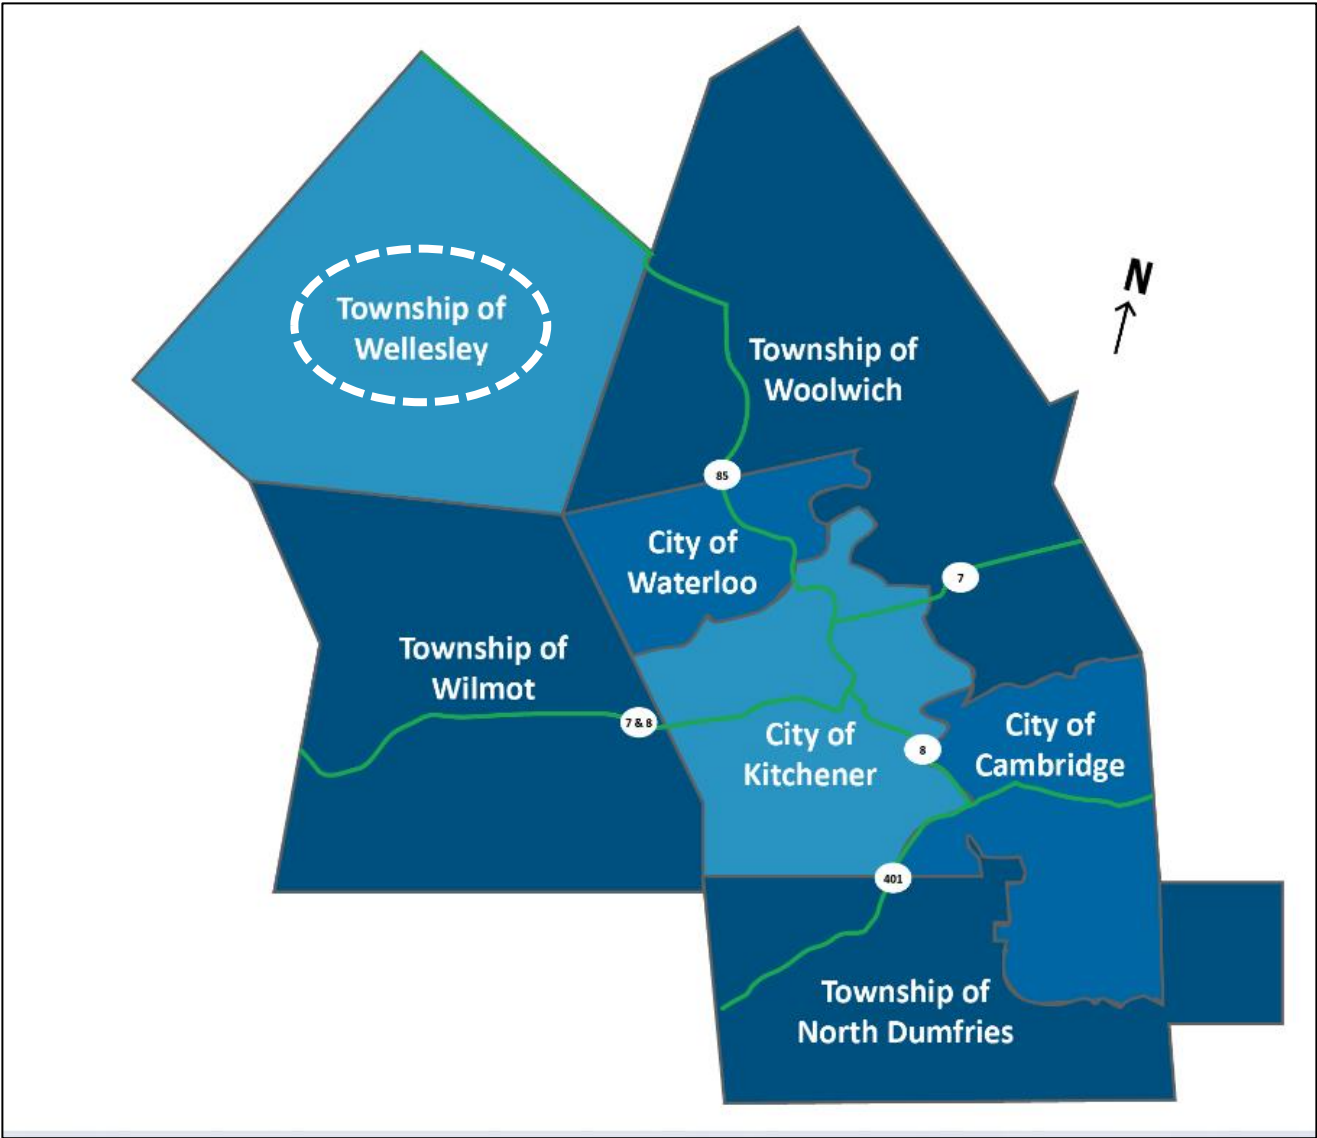 N
Township of
Wellesley
Township of
Woolwich
85
City of
Waterloo
7
Township of
Wilmot
7 & 8
City of
Kitchener
8
City of
Cambridge
401
Township of
North Dumfries